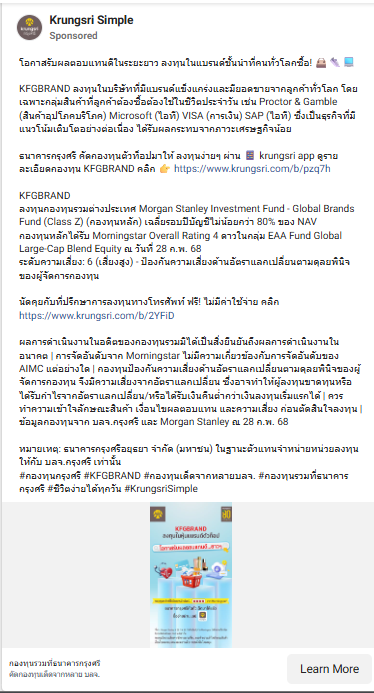 Krungsri Simple
Sponsored
โอกาสรับผลตอบแทนดีในระยะยาว ลงทุนในแบรนด์ชั้นนำที่คนทั่วโลกซื้อ!
KFGBRAND ลงทุนในบริษัทที่มีแบรนด์แข็งแกร่งและมียอดขายจากลูกค้าทั่วโลก โดย
เฉพาะกลุ่มสินค้าที่ลูกค้าต้องซื้อต้องใช้ในชีวิตประจำวัน เช่น Proctor & Gamble
(สินค้าอุปโภคบริโภค) Microsoft (ไอที) VISA (การเงิน) SAP (ไอที) ซึ่งเป็นธุรกิจที่มี
แนวโน้มเติบโตอย่างต่อเนื่อง ได้รับผลกระทบจากภาวะเศรษฐกิจน้อย
ธนาคารกรุงศรี คัดกองทุนตัวท็อปมาให้ ลงทุนง่ายๆ ผ่าน krungsri app ดูราย
ละเอียดกองทุน KFGBRAND คลิก https://www.krungsri.com/b/pzq7h
KFGBRAND
ลงทุนกองทุนรวมต่างประเทศ Morgan Stanley Investment Fund - Global Brands
Fund (Class Z) (กองทุนหลัก) เฉลี่ยรอบปีบัญชีไม่น้อยกว่า 80% ของ NAV
กองทุนหลักได้รับ Morningstar Overall Rating 4 ดาวในกลุ่ม EAA Fund Global
Large-Cap Blend Equity ณ วันที่ 28 ก.พ. 68
ระดับความเสี่ยง: 6 (เสี่ยงสูง) - ป้องกันความเสี่ยงด้านอัตราแลกเปลี่ยนตามดุลยพินิจ
ของผู้จัดการกองทุน
นัดคุยกับที่ปรึกษาการลงทุนทางโทรศัพท์ ฟรี! ไม่มีค่าใช้จ่าย คลิก
https://www.krungsri.com/b/2YFiD
ผลการดำเนินงานในอดีตของกองทุนรวมมิได้เป็นสิ่งยืนยันถึงผลการดำเนินงานใน
อนาคต | การจัดอันดับจาก Morningstar ไม่มีความเกี่ยวข้องกับการจัดอันดับของ
AIMC แต่อย่างใด | กองทุนป้องกันความเสี่ยงด้านอัตราแลกเปลี่ยนตามดุลยพินิจของผู้
จัดการกองทุน จึงมีความเสี่ยงจากอัตราแลกเปลี่ยน ซึ่งอาจทำให้ผู้ลงทุนขาดทุนหรือ
ได้รับกำไรจากอัตราแลกเปลี่ยน/หรือได้รับเงินคืนต่ำกว่าเงินลงทุนเริ่มแรกได้ | ควร
ทำความเข้าใจลักษณะสินค้า เงื่อนไขผลตอบแทน และความเสี่ยง ก่อนตัดสินใจลงทุน |
ข้อมูลกองทุนจาก บลจ.กรุงศรี และ Morgan Stanley ณ 28 ก.พ. 68
หมายเหตุ: ธนาคารกรุงศรีอยุธยา จำกัด (มหาชน) ในฐานะตัวแทนจำหน่ายหน่วยลงทุน
ให้กับ บลจ.กรุงศรี เท่านั้น
#กองทุนกรุงศรี #KFGBRAND #กองทุนเด็ดจากหลายบลจ. #กองทุนรวมที่ธนาคาร
กรุงศรี #ชีวิตง่ายได้ทุกวัน #KrungsriSimple
KFGBRAND
ลงทุนในหุ้นแบรนด์ตัวท็อป
กองทุนรวมที่ธนาคารกรุงศรี
คัดกองทุนเด็ดจากหลาย บลจ.
Learn More